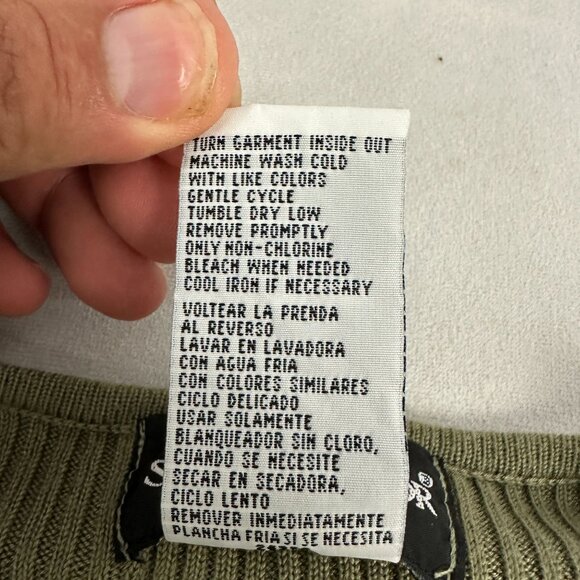 TURN GARMENT INSIDE OUT
MACHINE WASH COLD
WITH LIKE COLORS
GENTLE CYCLE
TUMBLE DRY LOW
REMOVE PROMPTLY
ONLY NON-CHLORINE
BLEACH WHEN NEEDED
COOL IRON IF NECESSARY
VOLTEAR LA PRENDA
AL REVERSO
LAVAR EN LAVADORA
CON AGUA FRIA
CON COLORES SIMILARES
CICLO DELICADO
USAR SOLAMENTE
BLANQUEADOR SIN CLORO,
CUANDO SE NECESITE
SECAR EN SECADORA,
CICLO LENTO
REMOVER INMEDIATAMENTE
PLANCHA FRIA SI SE NECESITA